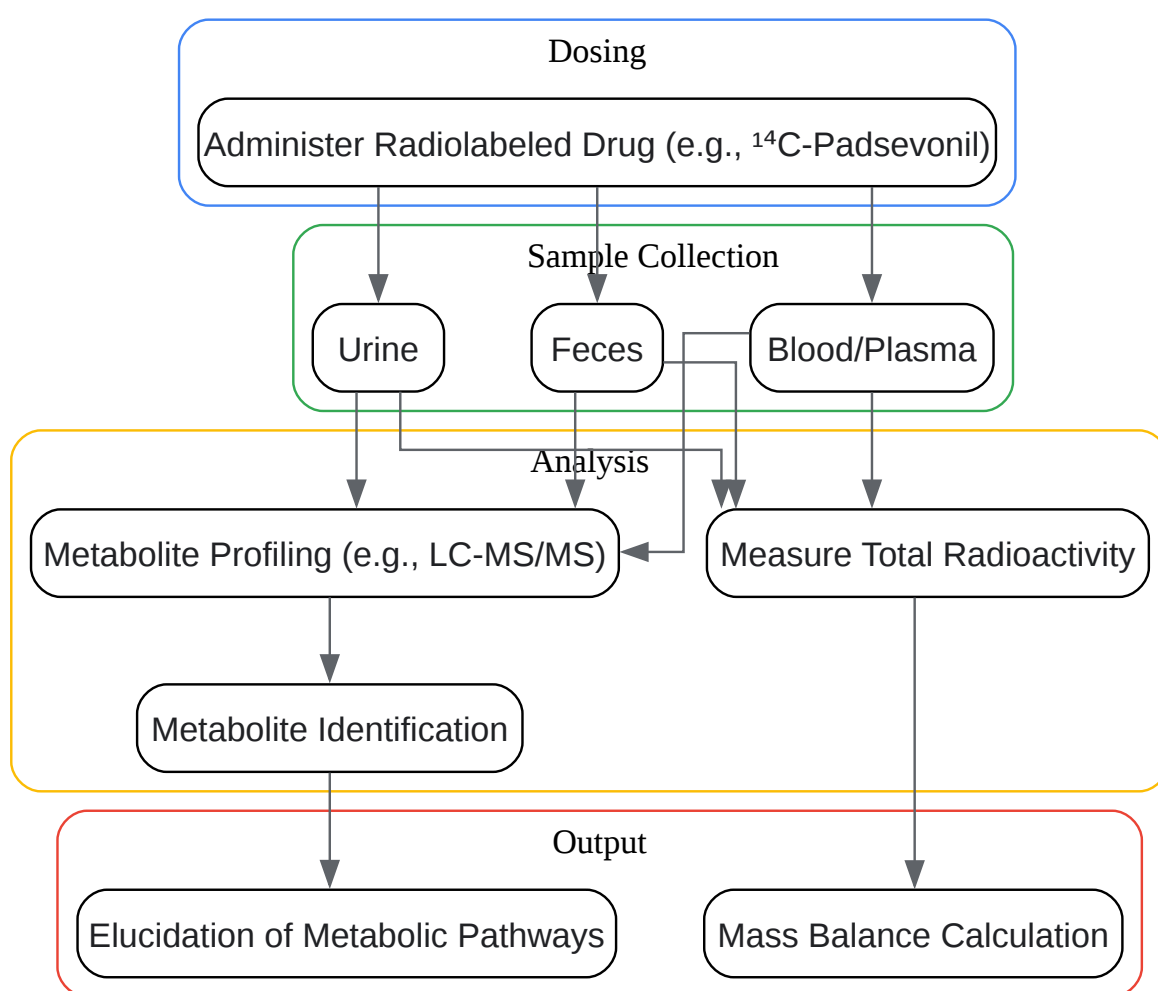 Dosing
Administer Radiolabeled Drug (e.g., ¹⁴C-Padsevonil)
Sample Collection
Urine
Feces
Blood/Plasma
Analysis
Metabolite Profiling (e.g., LC-MS/MS)
Measure Total Radioactivity
Metabolite Identification
Output
Elucidation of Metabolic Pathways
Mass Balance Calculation